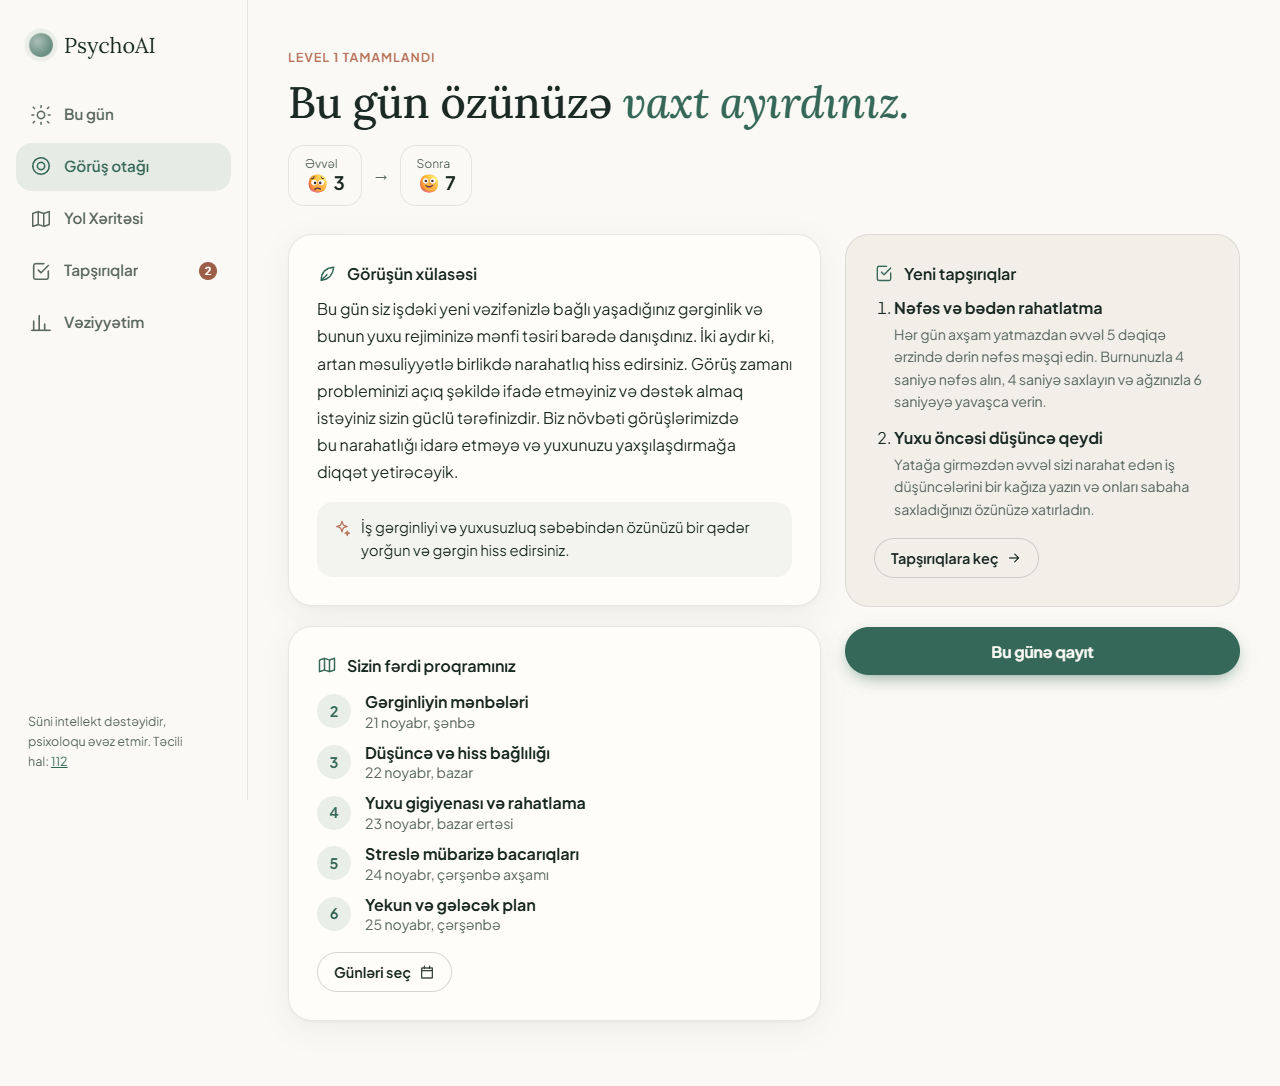 PsychoAI
Bu gün
Görüş otağı
Yol Xəritəsi
Tapşırıqlar
2
Vəziyyətim
Süni intellekt dəstəyidir,
psixoloqu əvəz etmir. Təcili
hal: 112
LEVEL 1 TAMAMLANDI
Bu gün özünüzə vaxt ayırdınız.
Əvvəl
😟 3
→
Sonra
🙂 7
Görüşün xülasəsi
Bu gün siz işdəki yeni vəzifənizlə bağlı yaşadığınız gərginlik və
bunun yuxu rejiminizə mənfi təsiri barədə danışdınız. İki aydır ki,
artan məsuliyyətlə birlikdə narahatlıq hiss edirsiniz. Görüş zamanı
probleminizi açıq şəkildə ifadə etməyiniz və dəstək almaq
istəyiniz sizin güclü tərəfinizdir. Biz növbəti görüşlərimizdə
bu narahatlığı idarə etməyə və yuxunuzu yaxşılaşdırmağa
diqqət yetirəcəyik.
İş gərginliyi və yuxusuzluq səbəbindən özünüzü bir qədər
yorğun və gərgin hiss edirsiniz.
Yeni tapşırıqlar
1. Nəfəs və bədən rahatlatma
Hər gün axşam yatmazdan əvvəl 5 dəqiqə
ərzində dərin nəfəs məşqi edin. Burnunuzla 4
saniyə nəfəs alın, 4 saniyə saxlayın və ağzınızla 6
saniyəyə yavaşca verin.
2. Yuxu öncəsi düşüncə qeydi
Yatağa girməzdən əvvəl sizi narahat edən iş
düşüncələrini bir kağıza yazın və onları sabaha
saxladığınızı özünüzə xatırladın.
Tapşırıqlara keç →
Bu günə qayıt
Sizin fərdi proqramınız
2
Gərginliyin mənbələri
21 noyabr, şənbə
3
Düşüncə və hiss bağlılığı
22 noyabr, bazar
4
Yuxu gigiyenası və rahatlama
23 noyabr, bazar ertəsi
5
Streslə mübarizə bacarıqları
24 noyabr, çərşənbə axşamı
6
Yekun və gələcək plan
25 noyabr, çərşənbə
Günləri seç